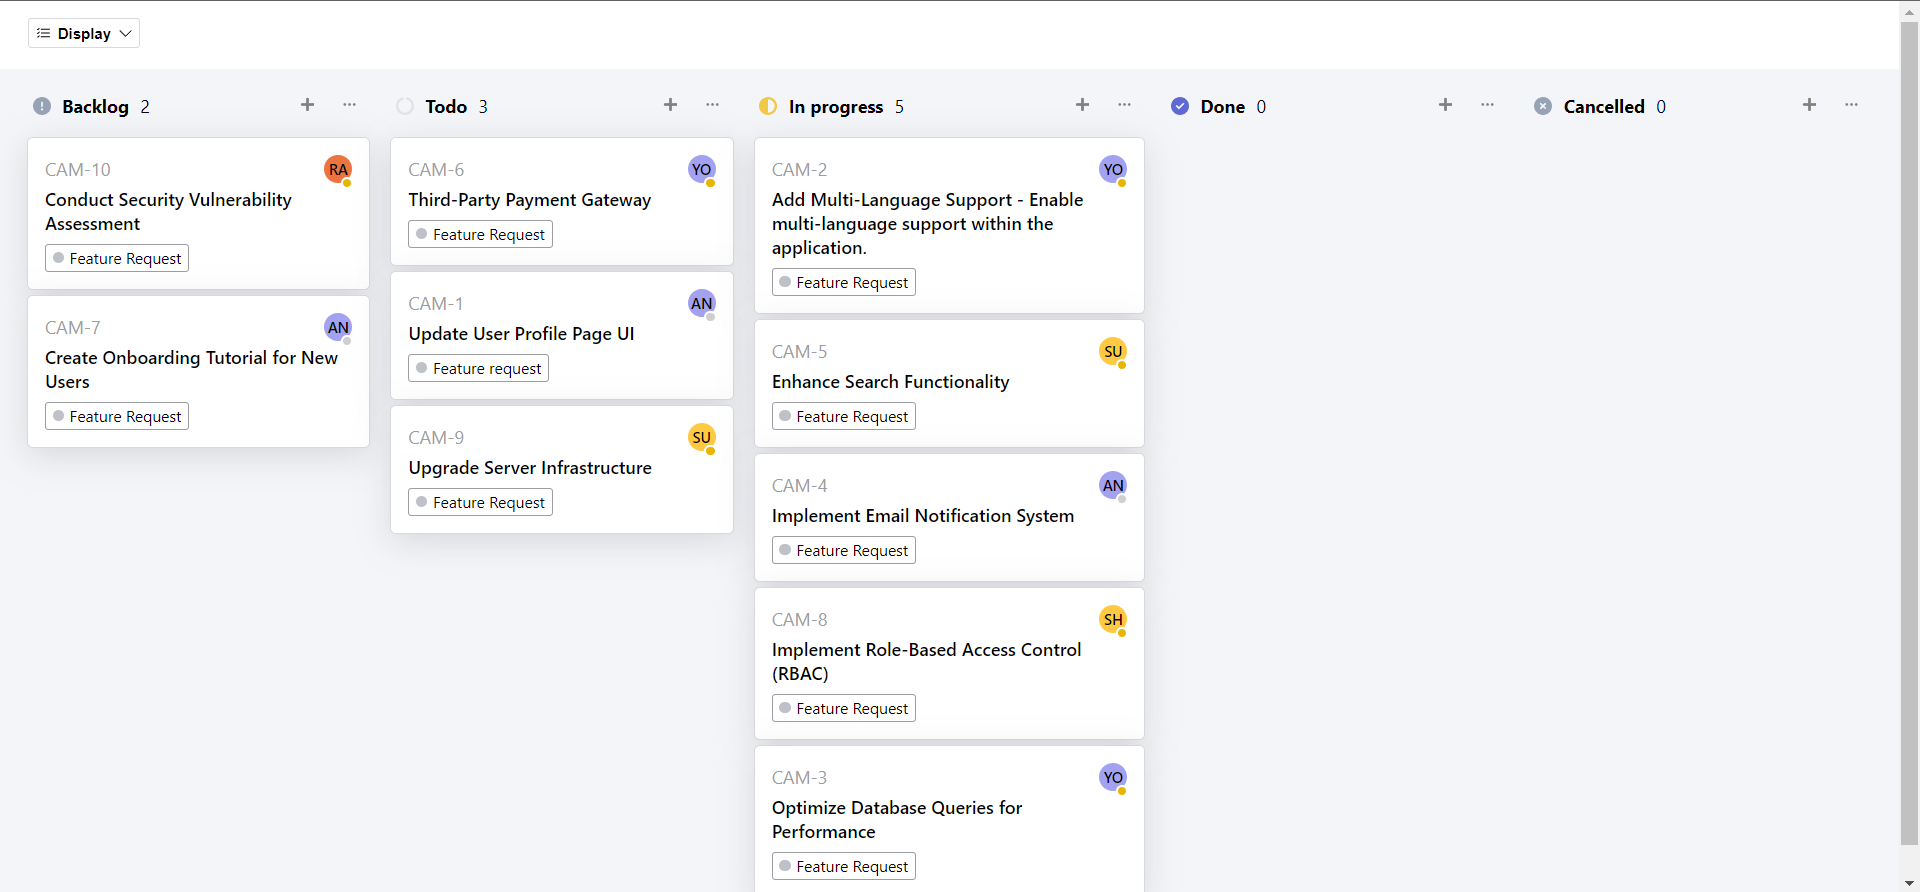 Display
Backlog 2
CAM-10
RA
Conduct Security Vulnerability
Assessment
Feature Request
CAM-7
AN
Create Onboarding Tutorial for New
Users
Feature Request
Todo 3
CAM-6
YO
Third-Party Payment Gateway
Feature Request
CAM-1
AN
Update User Profile Page UI
Feature request
CAM-9
SU
Upgrade Server Infrastructure
Feature Request
In progress 5
CAM-2
YO
Add Multi-Language Support - Enable
multi-language support within the
application.
Feature Request
CAM-5
SU
Enhance Search Functionality
Feature Request
CAM-4
AN
Implement Email Notification System
Feature Request
CAM-8
SH
Implement Role-Based Access Control
(RBAC)
Feature Request
CAM-3
YO
Optimize Database Queries for
Performance
Feature Request
Done 0
Cancelled 0